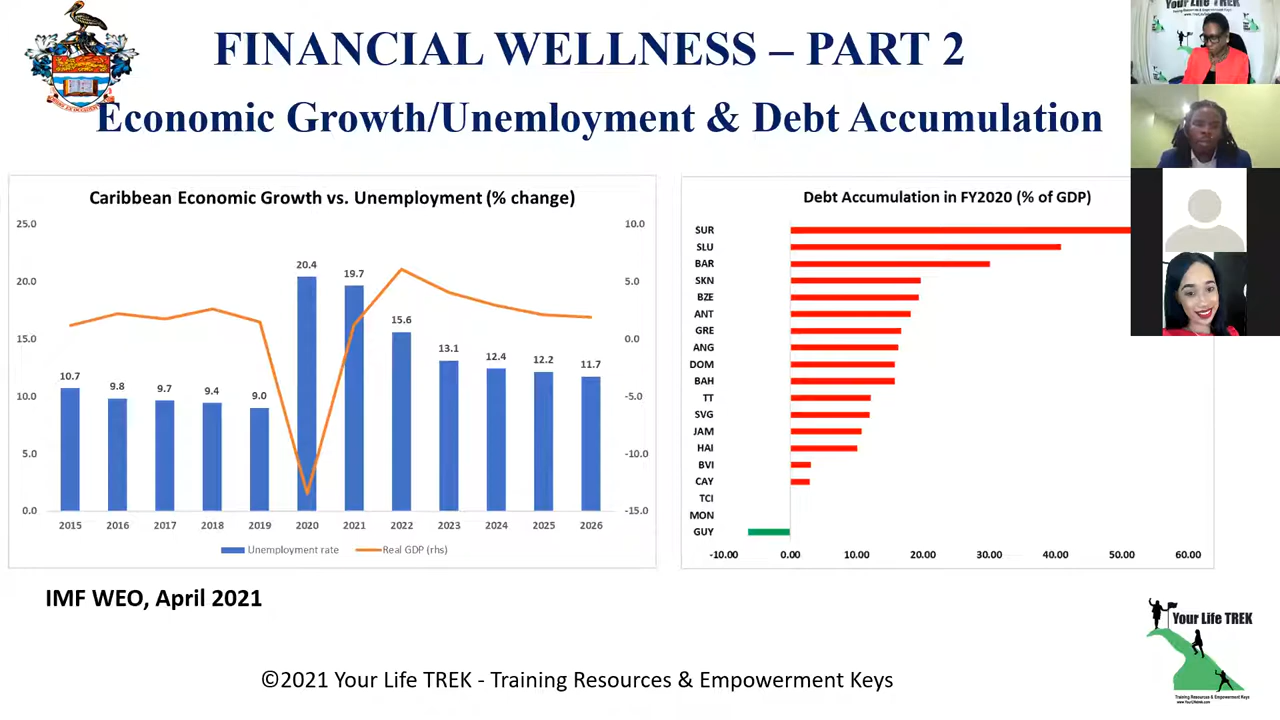 FINANCIAL WELLNESS – PART 2
Economic Growth/Unemloyment & Debt Accumulation
Caribbean Economic Growth vs. Unemployment (% change)
25.0
20.0
15.0
10.0
5.0
0.0
10.0
5.0
0.0
-5.0
-10.0
-15.0
10.7
9.8
9.7
9.4
9.0
20.4
19.7
15.6
13.1
12.4
12.2
11.7
2015 2016 2017 2018 2019 2020 2021 2022 2023 2024 2025 2026
Unemployment rate Real GDP (rhs)
Debt Accumulation in FY2020 (% of GDP)
SUR
SLU
BAR
SKN
BZE
ANT
GRE
ANG
DOM
BAH
TT
SVG
JAM
HAI
BVI
CAY
TCI
MON
GUY
-10.00 0.00 10.00 20.00 30.00 40.00 50.00 60.00
IMF WEO, April 2021
©2021 Your Life TREK - Training Resources & Empowerment Keys
Your Life TREK
Training Resources & Empowerment Keys
www.YourLifetrek.com